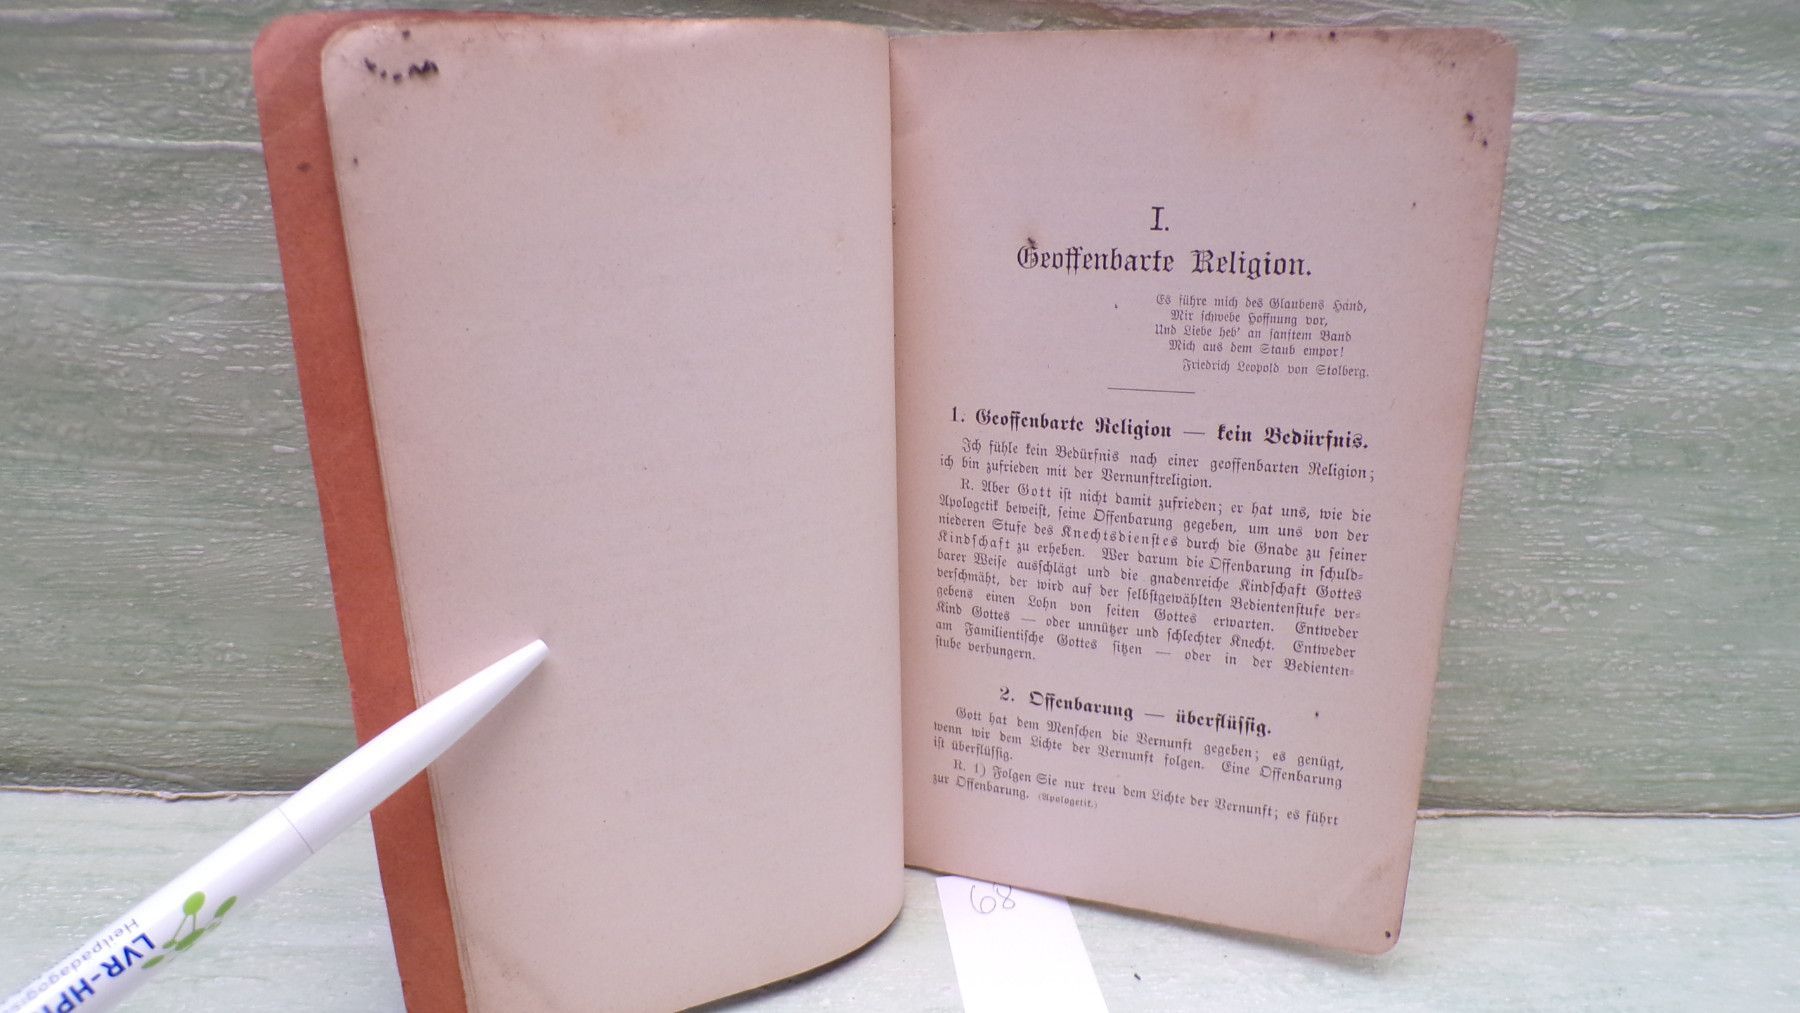 I.
Geoffenbarte Religion.
Es führe mich des Glaubens Hand,
Mir schwebe Hoffnung vor,
Und Liebe heb' an sanftem Band
Mich aus dem Staub empor!
Friedrich Leopold von Stolberg.
1. Geoffenbarte Religion — kein Bedürfnis.
Ich fühle kein Bedürfnis nach einer geoffenbarten Religion;
ich bin zufrieden mit der Vernunftreligion.
R. Aber Gott ist nicht damit zufrieden; er hat uns, wie die
Apologetik beweist, seine Offenbarung gegeben, um uns von der
niederen Stufe des Knechtsdienstes durch die Gnade zu seiner
Kindschaft zu erheben. Wer darum die Offenbarung in schuld-
barer Weise ausschlägt und die gnadenreiche Kindschaft Gottes
verschmäht, der wird auf der selbstgewählten Bedientenstufe ver-
gebens einen Lohn von seiten Gottes erwarten. Entweder
Kind Gottes — oder unnützer und schlechter Knecht. Entweder
am Familientische Gottes sitzen — oder in der Bedienten-
stube verhungern.
2. Offenbarung — überflüssig.
Gott hat dem Menschen die Vernunft gegeben; es genügt,
wenn wir dem Lichte der Vernunft folgen. Eine Offenbarung
ist überflüssig.
R. 1) Folgen Sie nur treu dem Lichte der Vernunft; es führt
zur Offenbarung. (Apologetik.)
68
LVR-HP